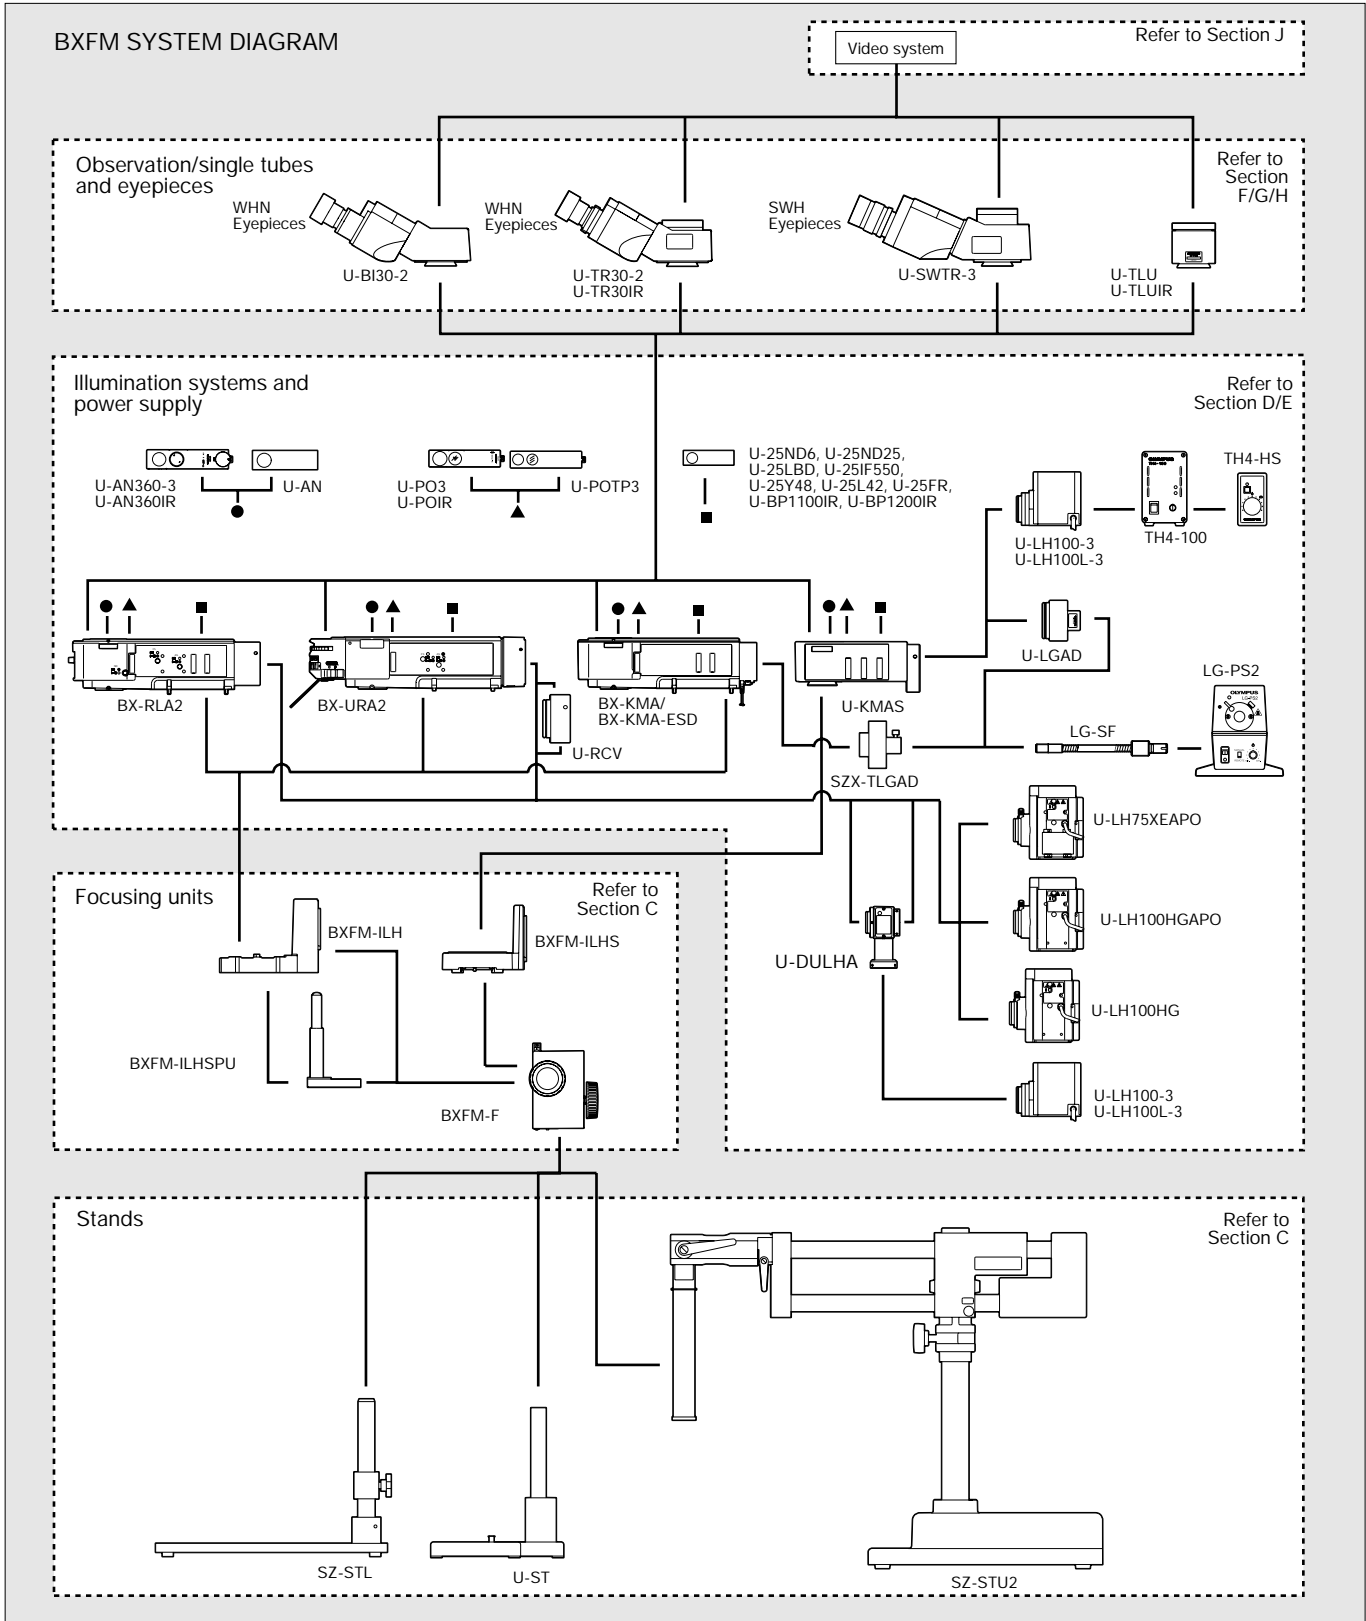 BXFM SYSTEM DIAGRAM
Video system
Refer to Section J
Observation/single tubes
and eyepieces
Refer to
Section
F/G/H
WHN
Eyepieces
U-BI30-2
WHN
Eyepieces
U-TR30-2
U-TR30IR
SWH
Eyepieces
U-SWTR-3
U-TLU
U-TLUIR
Illumination systems and
power supply
Refer to
Section D/E
U-AN360-3
U-AN360IR
U-AN
U-PO3
U-POIR
U-POTP3
U-25ND6, U-25ND25,
U-25LBD, U-25IF550,
U-25Y48, U-25L42, U-25FR,
U-BP1100IR, U-BP1200IR
U-LH100-3
U-LH100L-3
TH4-100
TH4-HS
BX-RLA2
BX-URA2
U-RCV
BX-KMA/
BX-KMA-ESD
U-KMAS
U-LGAD
SZX-TLGAD
LG-SF
LG-PS2
OLYMPUS
LG-PS2
U-LH75XEAPO
U-LH100HGAPO
U-LH100HG
U-DULHA
U-LH100-3
U-LH100L-3
Focusing units
Refer to
Section C
BXFM-ILH
BXFM-ILHS
BXFM-ILHSPU
BXFM-F
Stands
Refer to
Section C
SZ-STL
U-ST
SZ-STU2